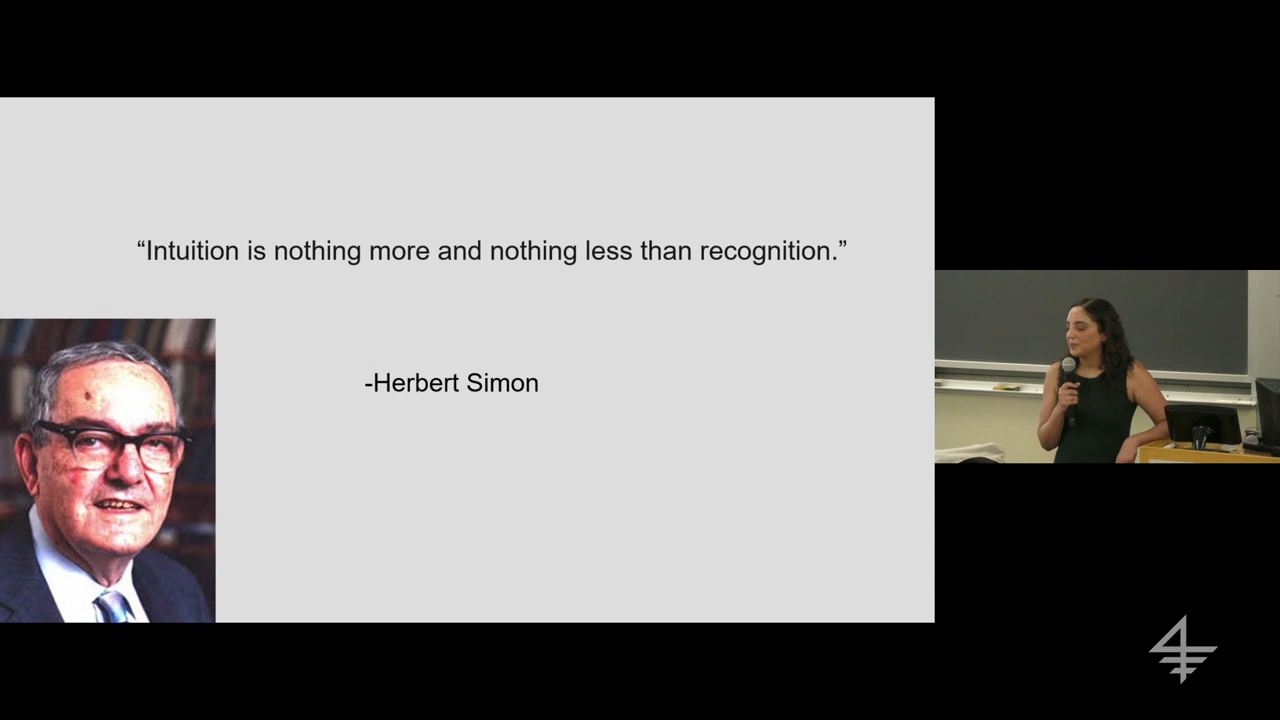 “Intuition is nothing more and nothing less than recognition.”
-Herbert Simon